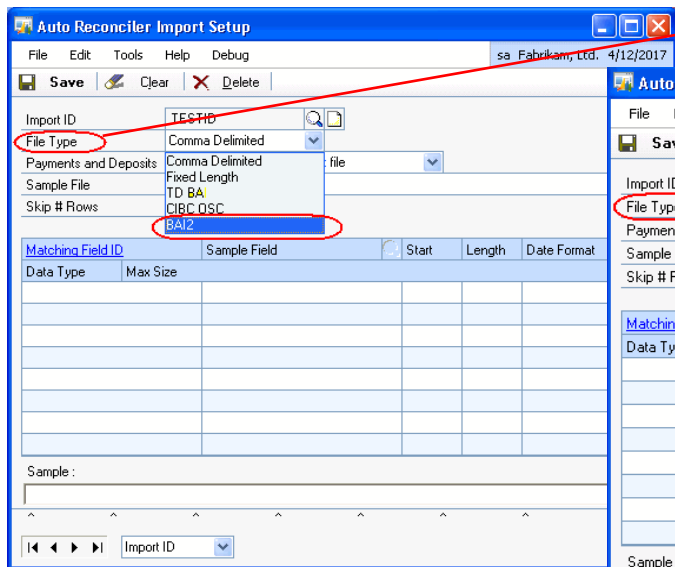 Auto Reconciler Import Setup
File Edit Tools Help Debug
sa Fabrikam, Ltd. 4/12/2017
Save Clear Delete
Import ID TESTID
File Type Comma Delimited
Payments and Deposits Comma Delimited file
Fixed Length
Sample File TD BAI
Skip # Rows CIBC OSC
BAI2
Matching Field ID Sample Field Start Length Date Format
Data Type Max Size
Sample :
Import ID
Auto
File
Sav
Import ID
File Typ
Paymen
Sample
Skip # R
Matchin
Data Ty
Sample